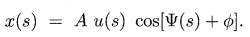 x(s) = A u(s) cos[Ψ(s) + ϕ].